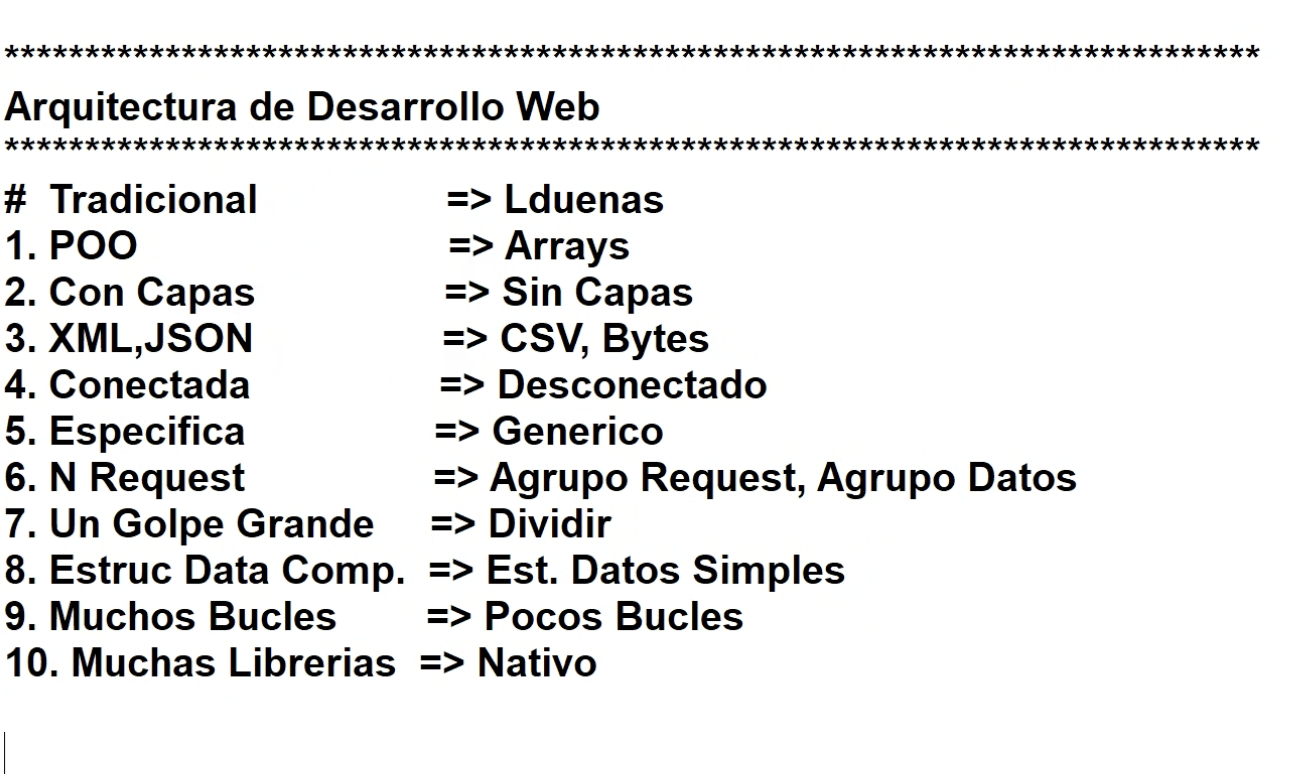 *******************************************************************************
Arquitectura de Desarrollo Web
*******************************************************************************
# Tradicional => Lduenas
1. POO => Arrays
2. Con Capas => Sin Capas
3. XML,JSON => CSV, Bytes
4. Conectada => Desconectado
5. Especifica => Generico
6. N Request => Agrupo Request, Agrupo Datos
7. Un Golpe Grande => Dividir
8. Estruc Data Comp. => Est. Datos Simples
9. Muchos Bucles => Pocos Bucles
10. Muchas Librerias => Nativo